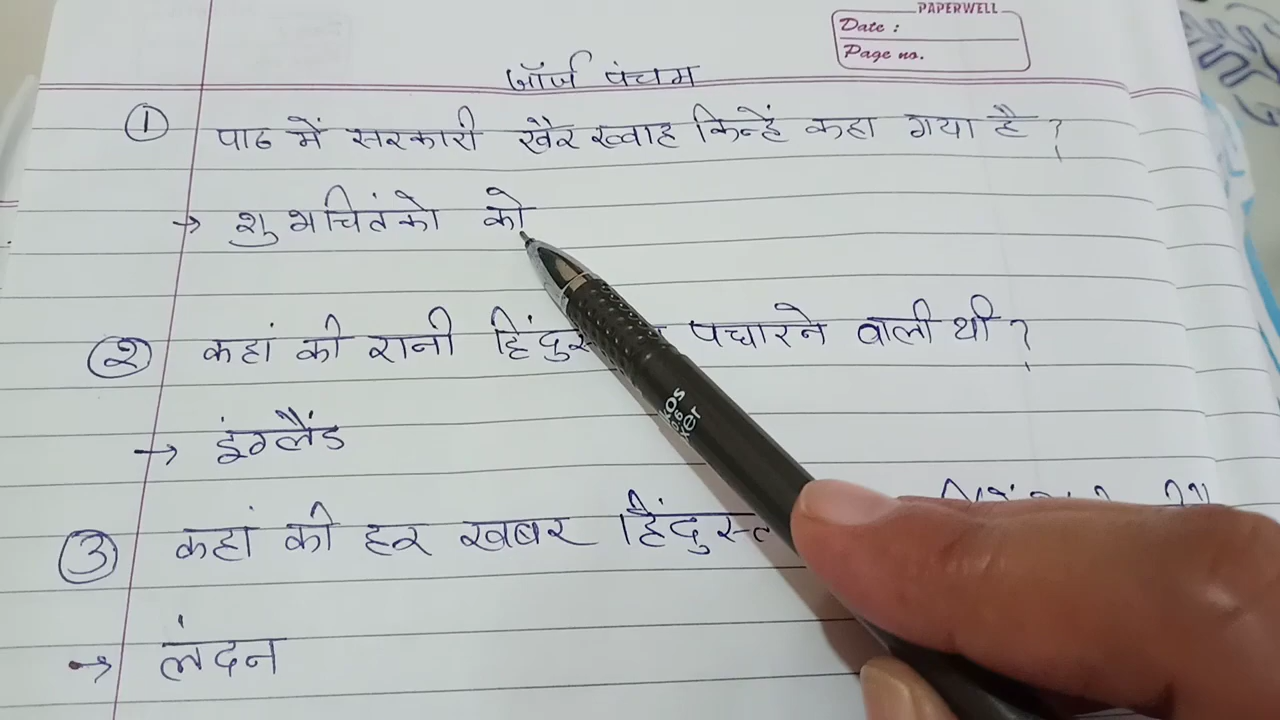 PAPERWELL
Date :
Page no.
जॉर्ज पंचम
① पाठ में सरकारी खैर ख्वाह किन्हें कहा गया है ?
→ शुभचिंतको को
② कहां की रानी पधारने वाली थी ?
→ इंग्लैंड
③ कहां की हर खबर
→ लंदन